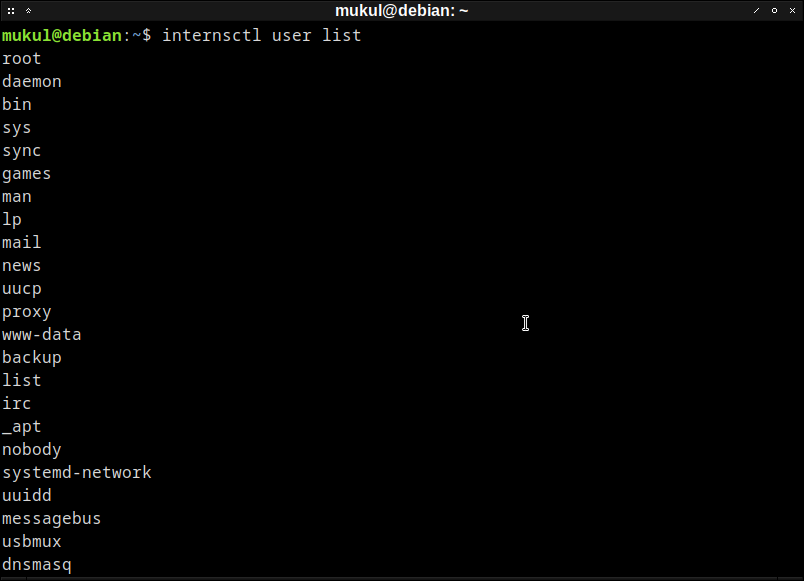 mukul@debian: ~
mukul@debian:~$ internsctl user list
root
daemon
bin
sys
sync
games
man
lp
mail
news
uucp
proxy
www-data
backup
list
irc
_apt
nobody
systemd-network
uuidd
messagebus
usbmux
dnsmasq